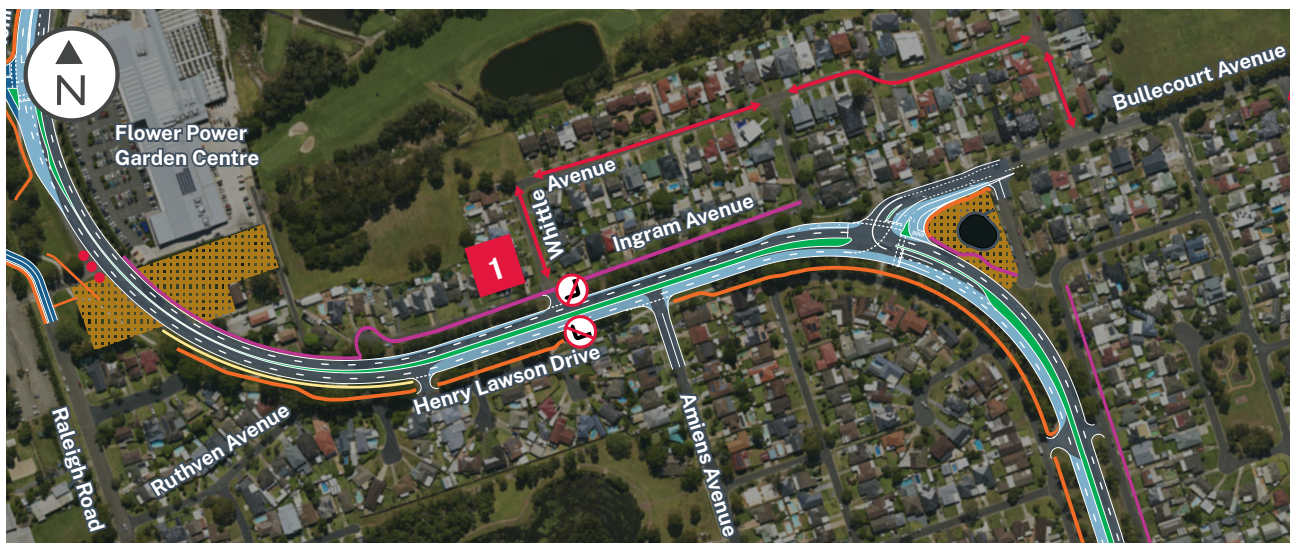 N
Flower Power
Garden Centre
Bullecourt Avenue
Whittle Avenue
Ingram Avenue
1
Henry Lawson Drive
Ruthven Avenue
Raleigh Road
Amiens Avenue